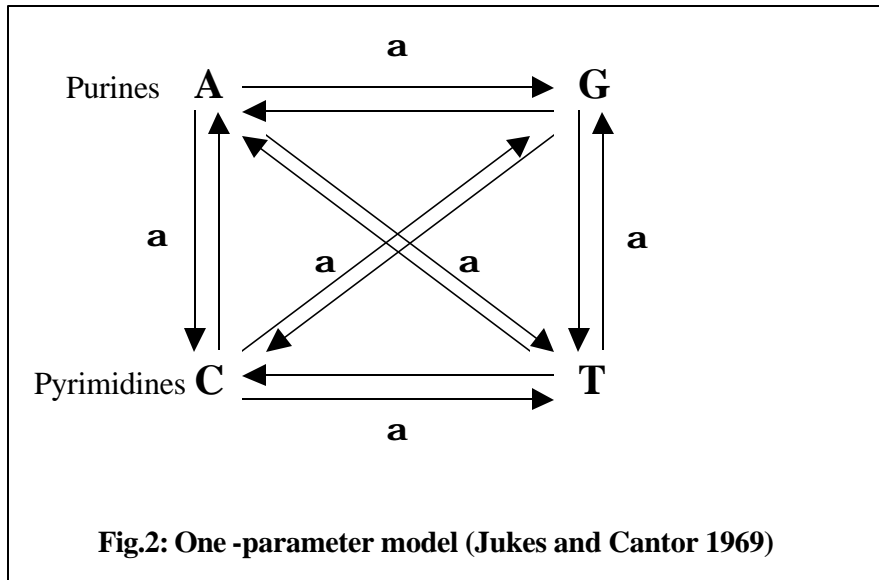 a
Purines A G
a a a a
Pyrimidines C T
a
Fig.2: One -parameter model (Jukes and Cantor 1969)